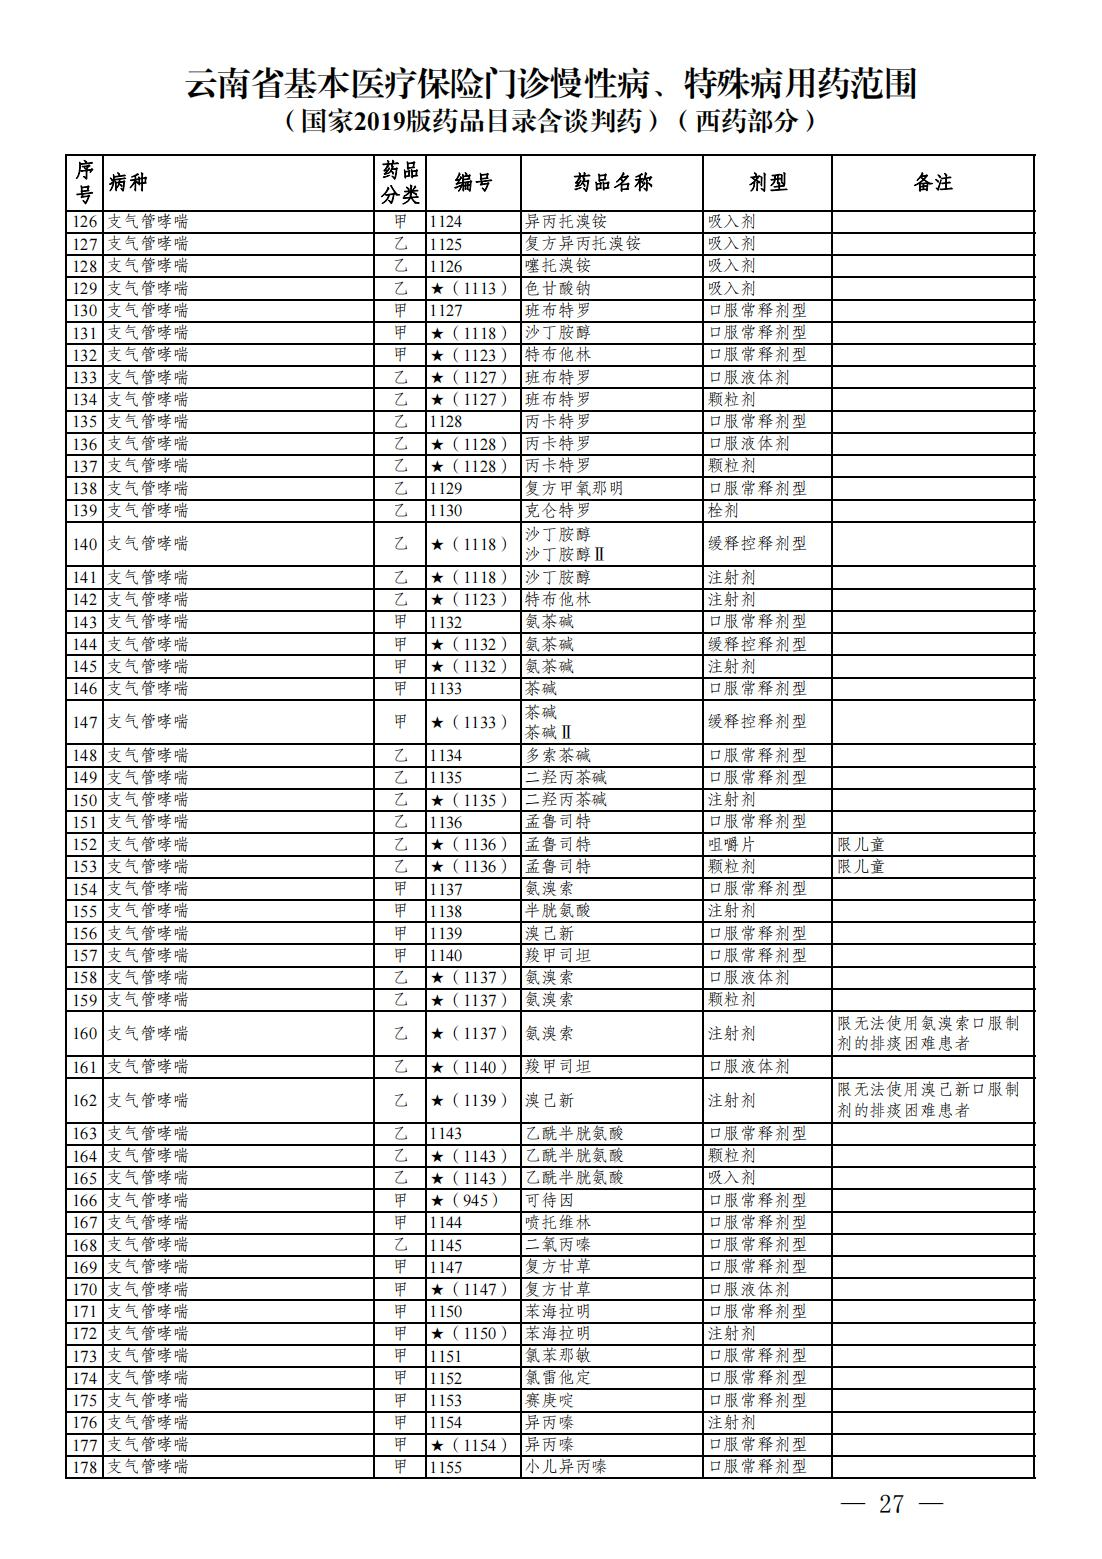 云南省基本医疗保险门诊慢性病、特殊病用药范围
（国家2019版药品目录含谈判药）（西药部分）
序号 病种 药品分类 编号 药品名称 剂型 备注
126 支气管哮喘 甲 1124 异丙托溴铵 吸入剂
127 支气管哮喘 乙 1125 复方异丙托溴铵 吸入剂
128 支气管哮喘 乙 1126 噻托溴铵 吸入剂
129 支气管哮喘 乙 ★（1113） 色甘酸钠 吸入剂
130 支气管哮喘 甲 1127 班布特罗 口服常释剂型
131 支气管哮喘 甲 ★（1118） 沙丁胺醇 口服常释剂型
132 支气管哮喘 甲 ★（1123） 特布他林 口服常释剂型
133 支气管哮喘 乙 ★（1127） 班布特罗 口服液体剂
134 支气管哮喘 乙 ★（1127） 班布特罗 颗粒剂
135 支气管哮喘 乙 1128 丙卡特罗 口服常释剂型
136 支气管哮喘 乙 ★（1128） 丙卡特罗 口服液体剂
137 支气管哮喘 乙 ★（1128） 丙卡特罗 颗粒剂
138 支气管哮喘 乙 1129 复方甲氧那明 口服常释剂型
139 支气管哮喘 乙 1130 克仑特罗 栓剂
140 支气管哮喘 乙 ★（1118） 沙丁胺醇 沙丁胺醇Ⅱ 缓释控释剂型
141 支气管哮喘 乙 ★（1118） 沙丁胺醇 注射剂
142 支气管哮喘 乙 ★（1123） 特布他林 注射剂
143 支气管哮喘 甲 1132 氨茶碱 口服常释剂型
144 支气管哮喘 甲 ★（1132） 氨茶碱 缓释控释剂型
145 支气管哮喘 甲 ★（1132） 氨茶碱 注射剂
146 支气管哮喘 甲 1133 茶碱 口服常释剂型
147 支气管哮喘 甲 ★（1133） 茶碱 茶碱Ⅱ 缓释控释剂型
148 支气管哮喘 乙 1134 多索茶碱 口服常释剂型
149 支气管哮喘 乙 1135 二羟丙茶碱 口服常释剂型
150 支气管哮喘 乙 ★（1135） 二羟丙茶碱 注射剂
151 支气管哮喘 乙 1136 孟鲁司特 口服常释剂型
152 支气管哮喘 乙 ★（1136） 孟鲁司特 咀嚼片 限儿童
153 支气管哮喘 乙 ★（1136） 孟鲁司特 颗粒剂 限儿童
154 支气管哮喘 甲 1137 氨溴索 口服常释剂型
155 支气管哮喘 甲 1138 半胱氨酸 注射剂
156 支气管哮喘 甲 1139 溴己新 口服常释剂型
157 支气管哮喘 甲 1140 羧甲司坦 口服常释剂型
158 支气管哮喘 乙 ★（1137） 氨溴索 口服液体剂
159 支气管哮喘 乙 ★（1137） 氨溴索 颗粒剂
160 支气管哮喘 乙 ★（1137） 氨溴索 注射剂 限无法使用氨溴索口服制剂的排痰困难患者
161 支气管哮喘 乙 ★（1140） 羧甲司坦 口服液体剂
162 支气管哮喘 乙 ★（1139） 溴己新 注射剂 限无法使用溴己新口服制剂的排痰困难患者
163 支气管哮喘 乙 1143 乙酰半胱氨酸 口服常释剂型
164 支气管哮喘 乙 ★（1143） 乙酰半胱氨酸 颗粒剂
165 支气管哮喘 乙 ★（1143） 乙酰半胱氨酸 吸入剂
166 支气管哮喘 甲 ★（945） 可待因 口服常释剂型
167 支气管哮喘 甲 1144 喷托维林 口服常释剂型
168 支气管哮喘 乙 1145 二氧丙嗪 口服常释剂型
169 支气管哮喘 甲 1147 复方甘草 口服常释剂型
170 支气管哮喘 甲 ★（1147） 复方甘草 口服液体剂
171 支气管哮喘 甲 1150 苯海拉明 口服常释剂型
172 支气管哮喘 甲 ★（1150） 苯海拉明 注射剂
173 支气管哮喘 甲 1151 氯苯那敏 口服常释剂型
174 支气管哮喘 甲 1152 氯雷他定 口服常释剂型
175 支气管哮喘 甲 1153 赛庚啶 口服常释剂型
176 支气管哮喘 甲 1154 异丙嗪 注射剂
177 支气管哮喘 甲 ★（1154） 异丙嗪 口服常释剂型
178 支气管哮喘 甲 1155 小儿异丙嗪 口服常释剂型
— 27 —